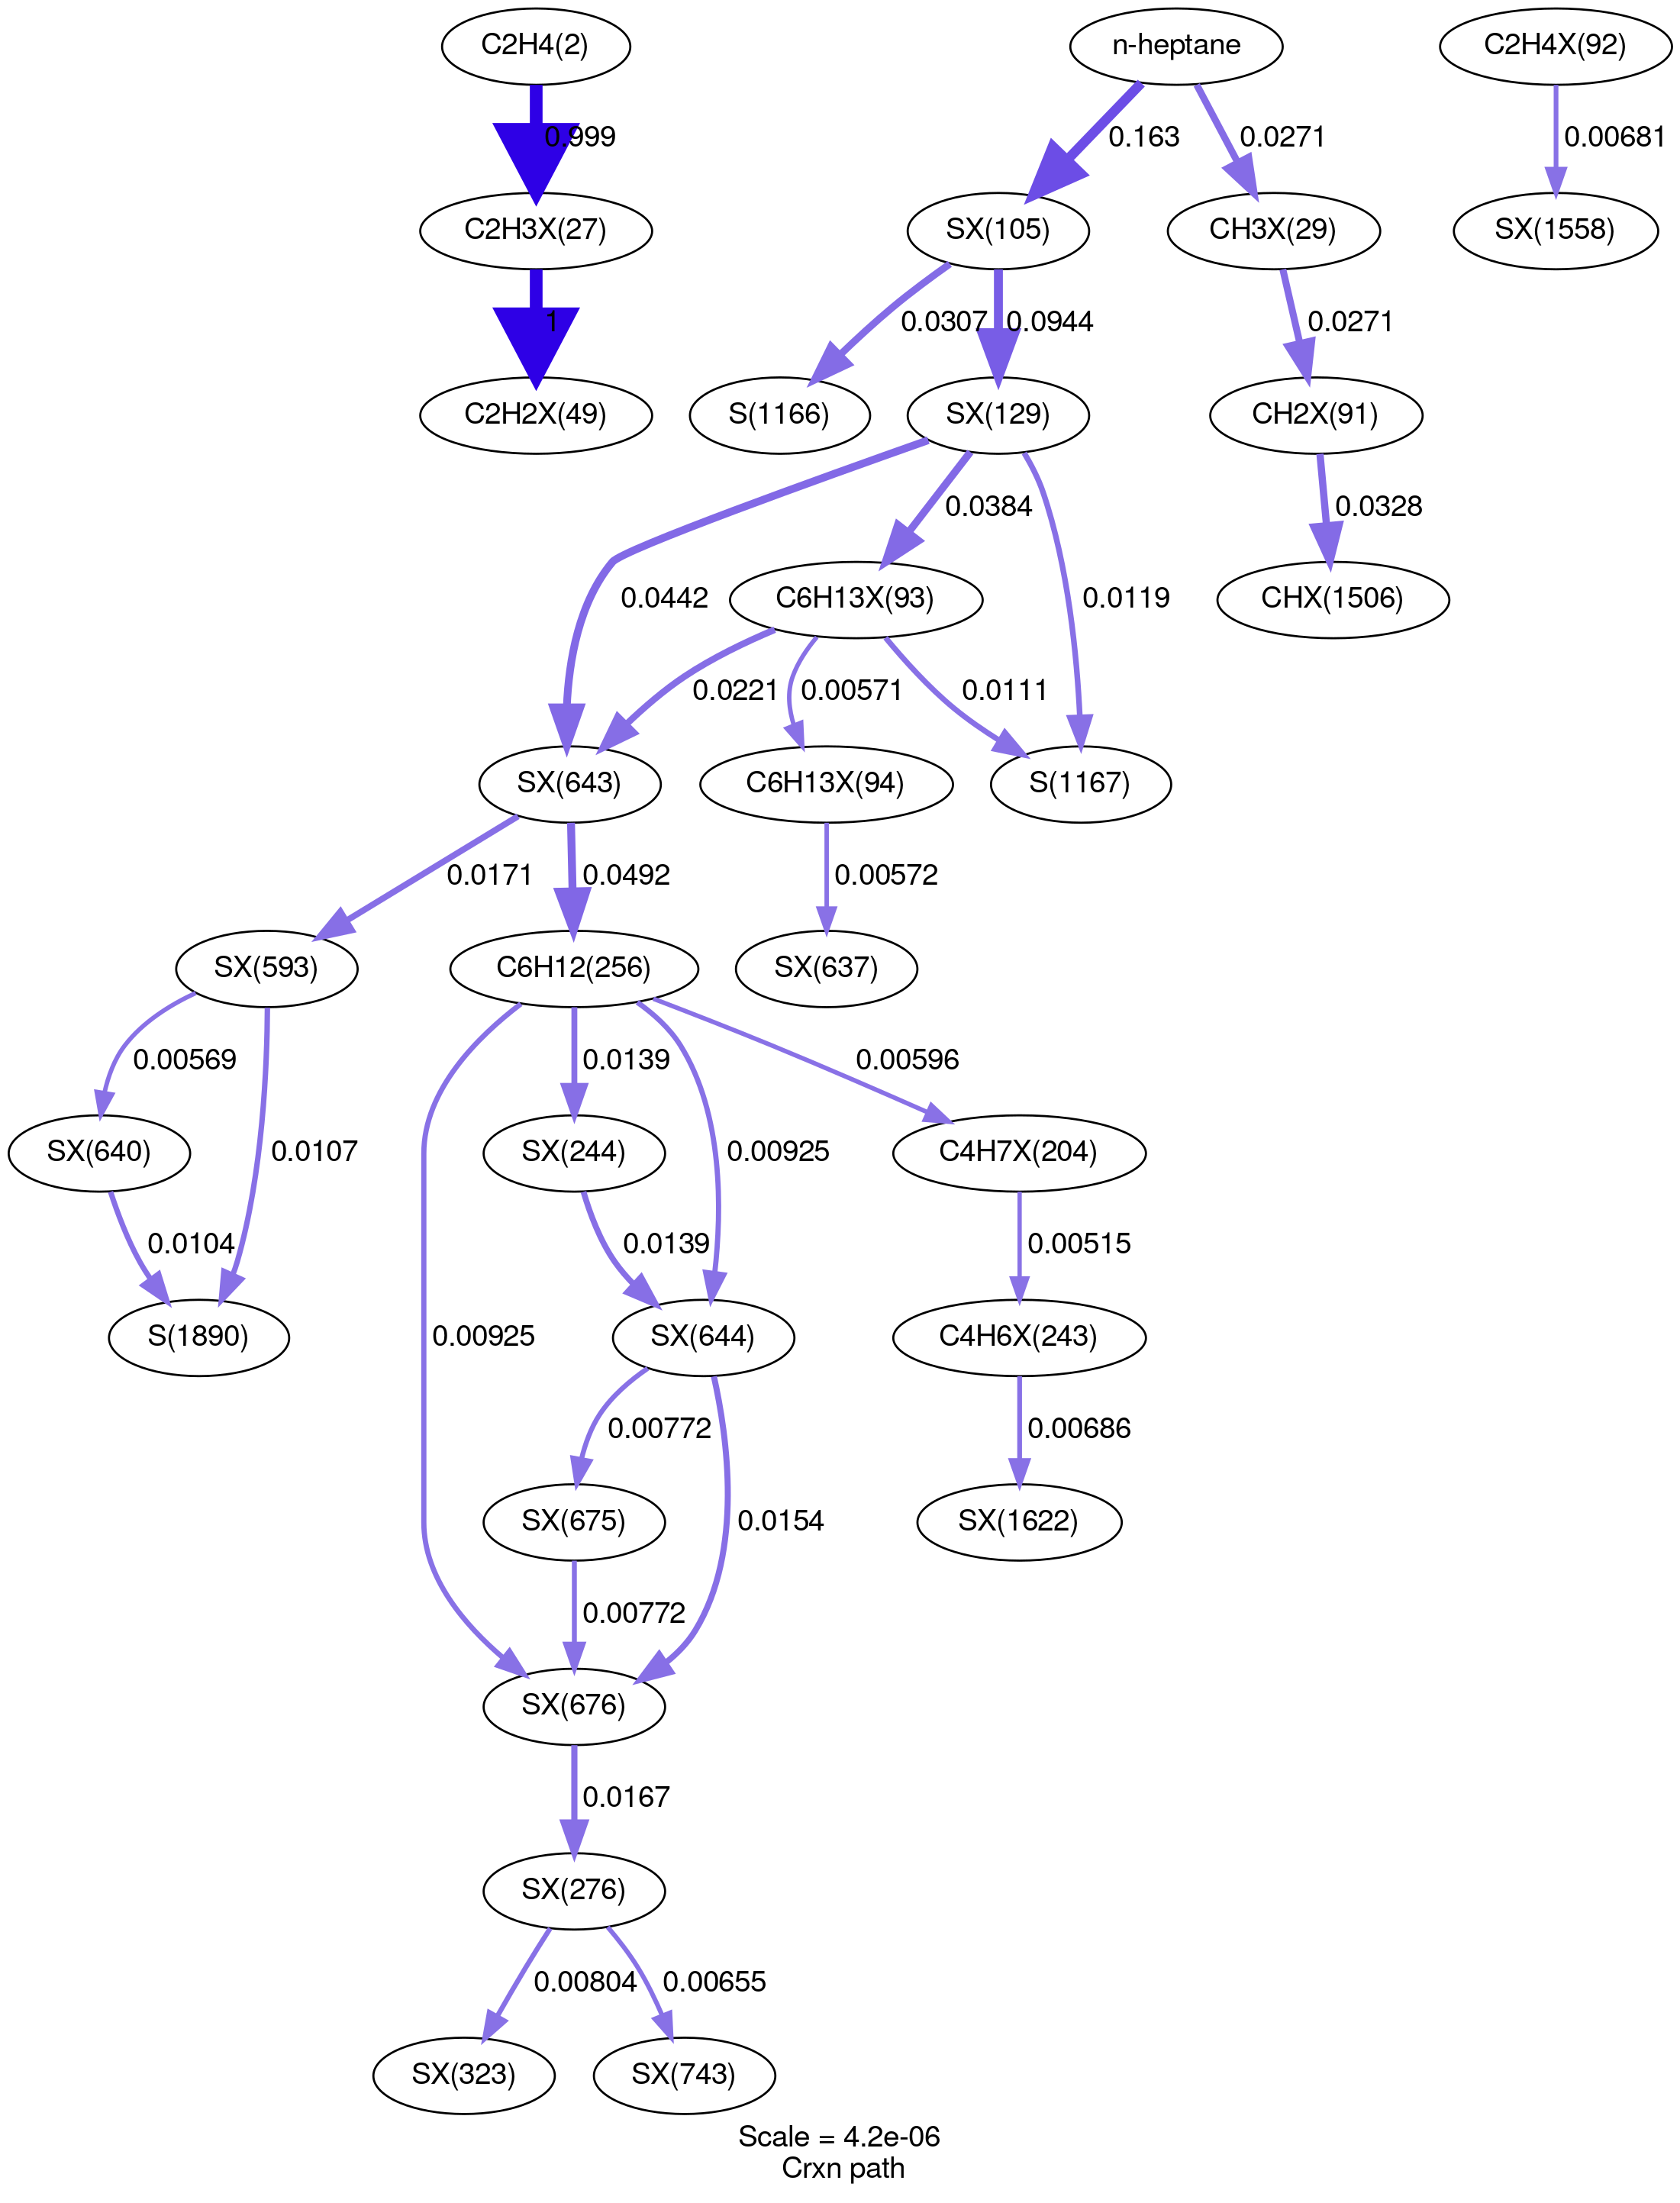 C2H4(2)
n-heptane
C2H4X(92)
0.999
0.163
0.0271
0.00681
C2H3X(27)
SX(105)
CH3X(29)
SX(1558)
1
0.0307
0.0944
0.0271
C2H2X(49)
S(1166)
SX(129)
CH2X(91)
0.0384
0.0328
0.0442
C6H13X(93)
0.0119
CHX(1506)
0.0221
0.00571
0.0111
SX(643)
C6H13X(94)
S(1167)
0.0171
0.0492
0.00572
SX(593)
C6H12(256)
SX(637)
0.00569
0.0139
0.00596
SX(640)
0.0107
SX(244)
0.00925
C4H7X(204)
0.0104
0.0139
0.00515
S(1890)
0.00925
SX(644)
C4H6X(243)
0.00772
0.00686
SX(675)
0.0154
SX(1622)
0.00772
SX(676)
0.0167
SX(276)
0.00804
0.00655
SX(323)
SX(743)
Scale = 4.2e-06
Crxn path